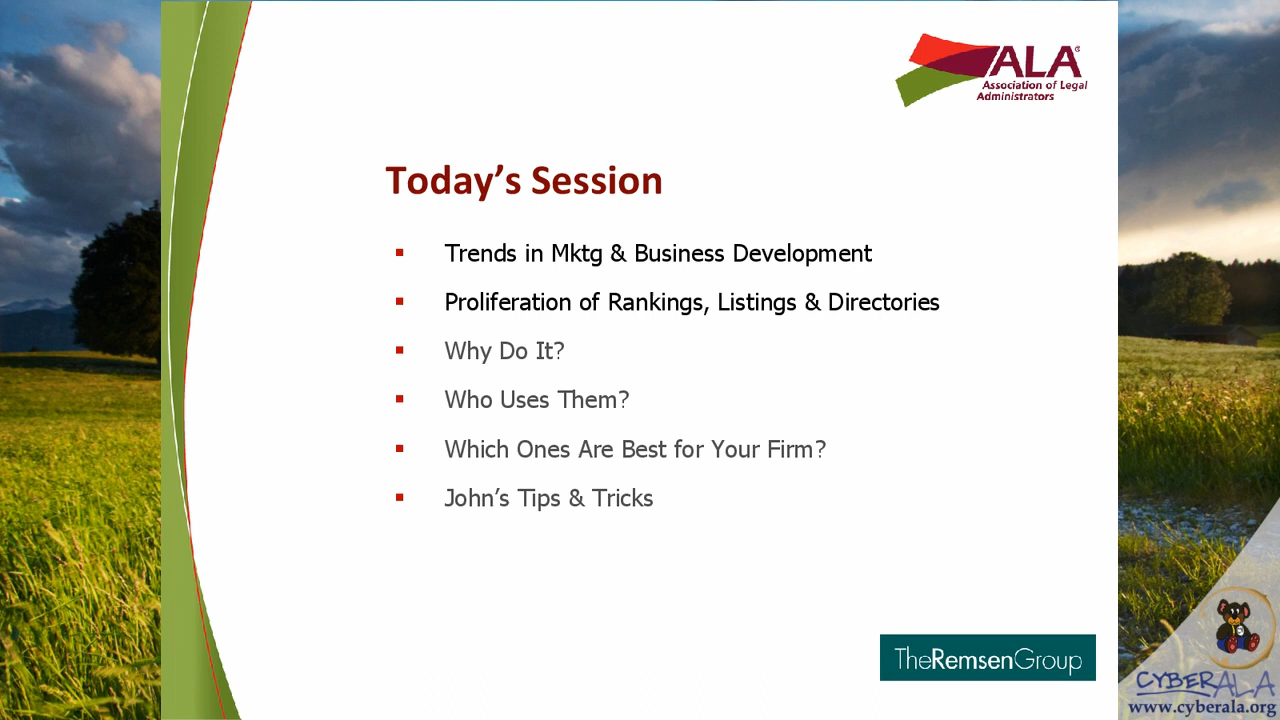 ALA®
Association of Legal
Administrators
Today’s Session
▪ Trends in Mktg & Business Development
▪ Proliferation of Rankings, Listings & Directories
▪ Why Do It?
▪ Who Uses Them?
▪ Which Ones Are Best for Your Firm?
▪ John’s Tips & Tricks
TheRemsenGroup
CYBERALA
www.cyberala.org